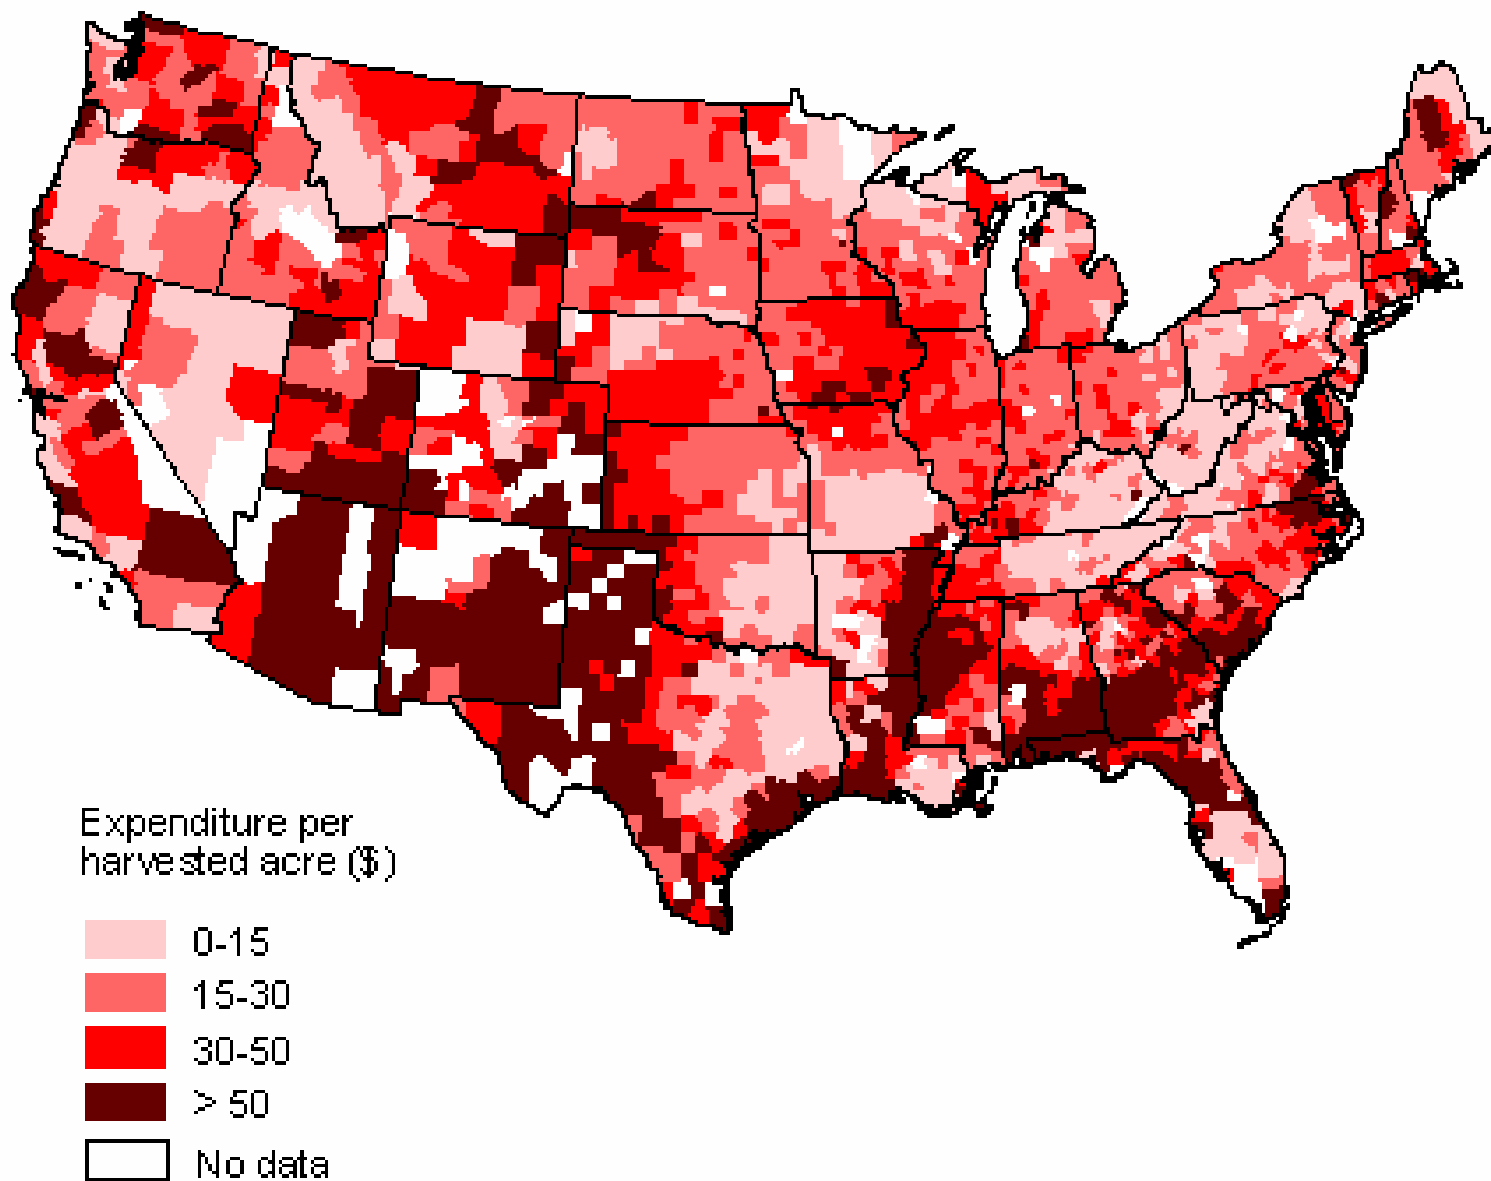 Expenditure per
harvested acre ($)
0-15
15-30
30-50
> 50
No data